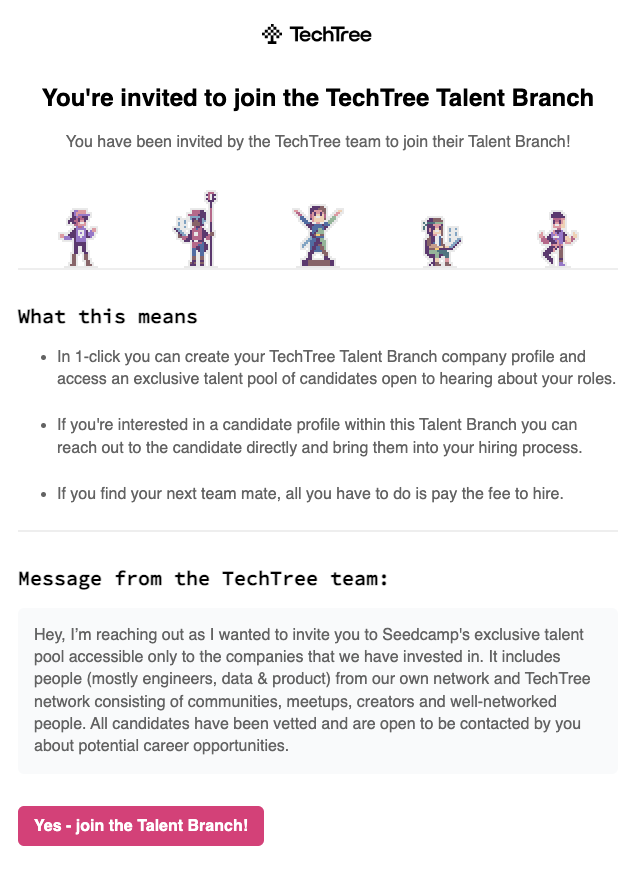 TechTree
You're invited to join the TechTree Talent Branch
You have been invited by the TechTree team to join their Talent Branch!
What this means
• In 1-click you can create your TechTree Talent Branch company profile and
access an exclusive talent pool of candidates open to hearing about your roles.
• If you're interested in a candidate profile within this Talent Branch you can
reach out to the candidate directly and bring them into your hiring process.
• If you find your next team mate, all you have to do is pay the fee to hire.
Message from the TechTree team:
Hey, I’m reaching out as I wanted to invite you to Seedcamp's exclusive talent
pool accessible only to the companies that we have invested in. It includes
people (mostly engineers, data & product) from our own network and TechTree
network consisting of communities, meetups, creators and well-networked
people. All candidates have been vetted and are open to be contacted by you
about potential career opportunities.
Yes - join the Talent Branch!